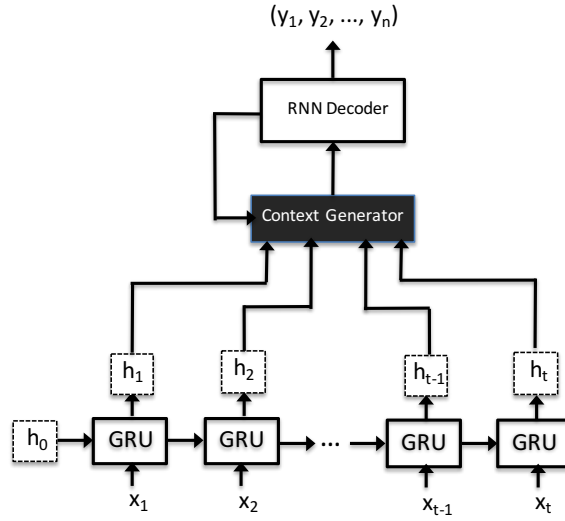 (y1, y2, ..., yn)
RNN Decoder
Context Generator
h1
h2
ht-1
ht
h0
GRU
GRU
...
GRU
GRU
x1
x2
xt-1
xt